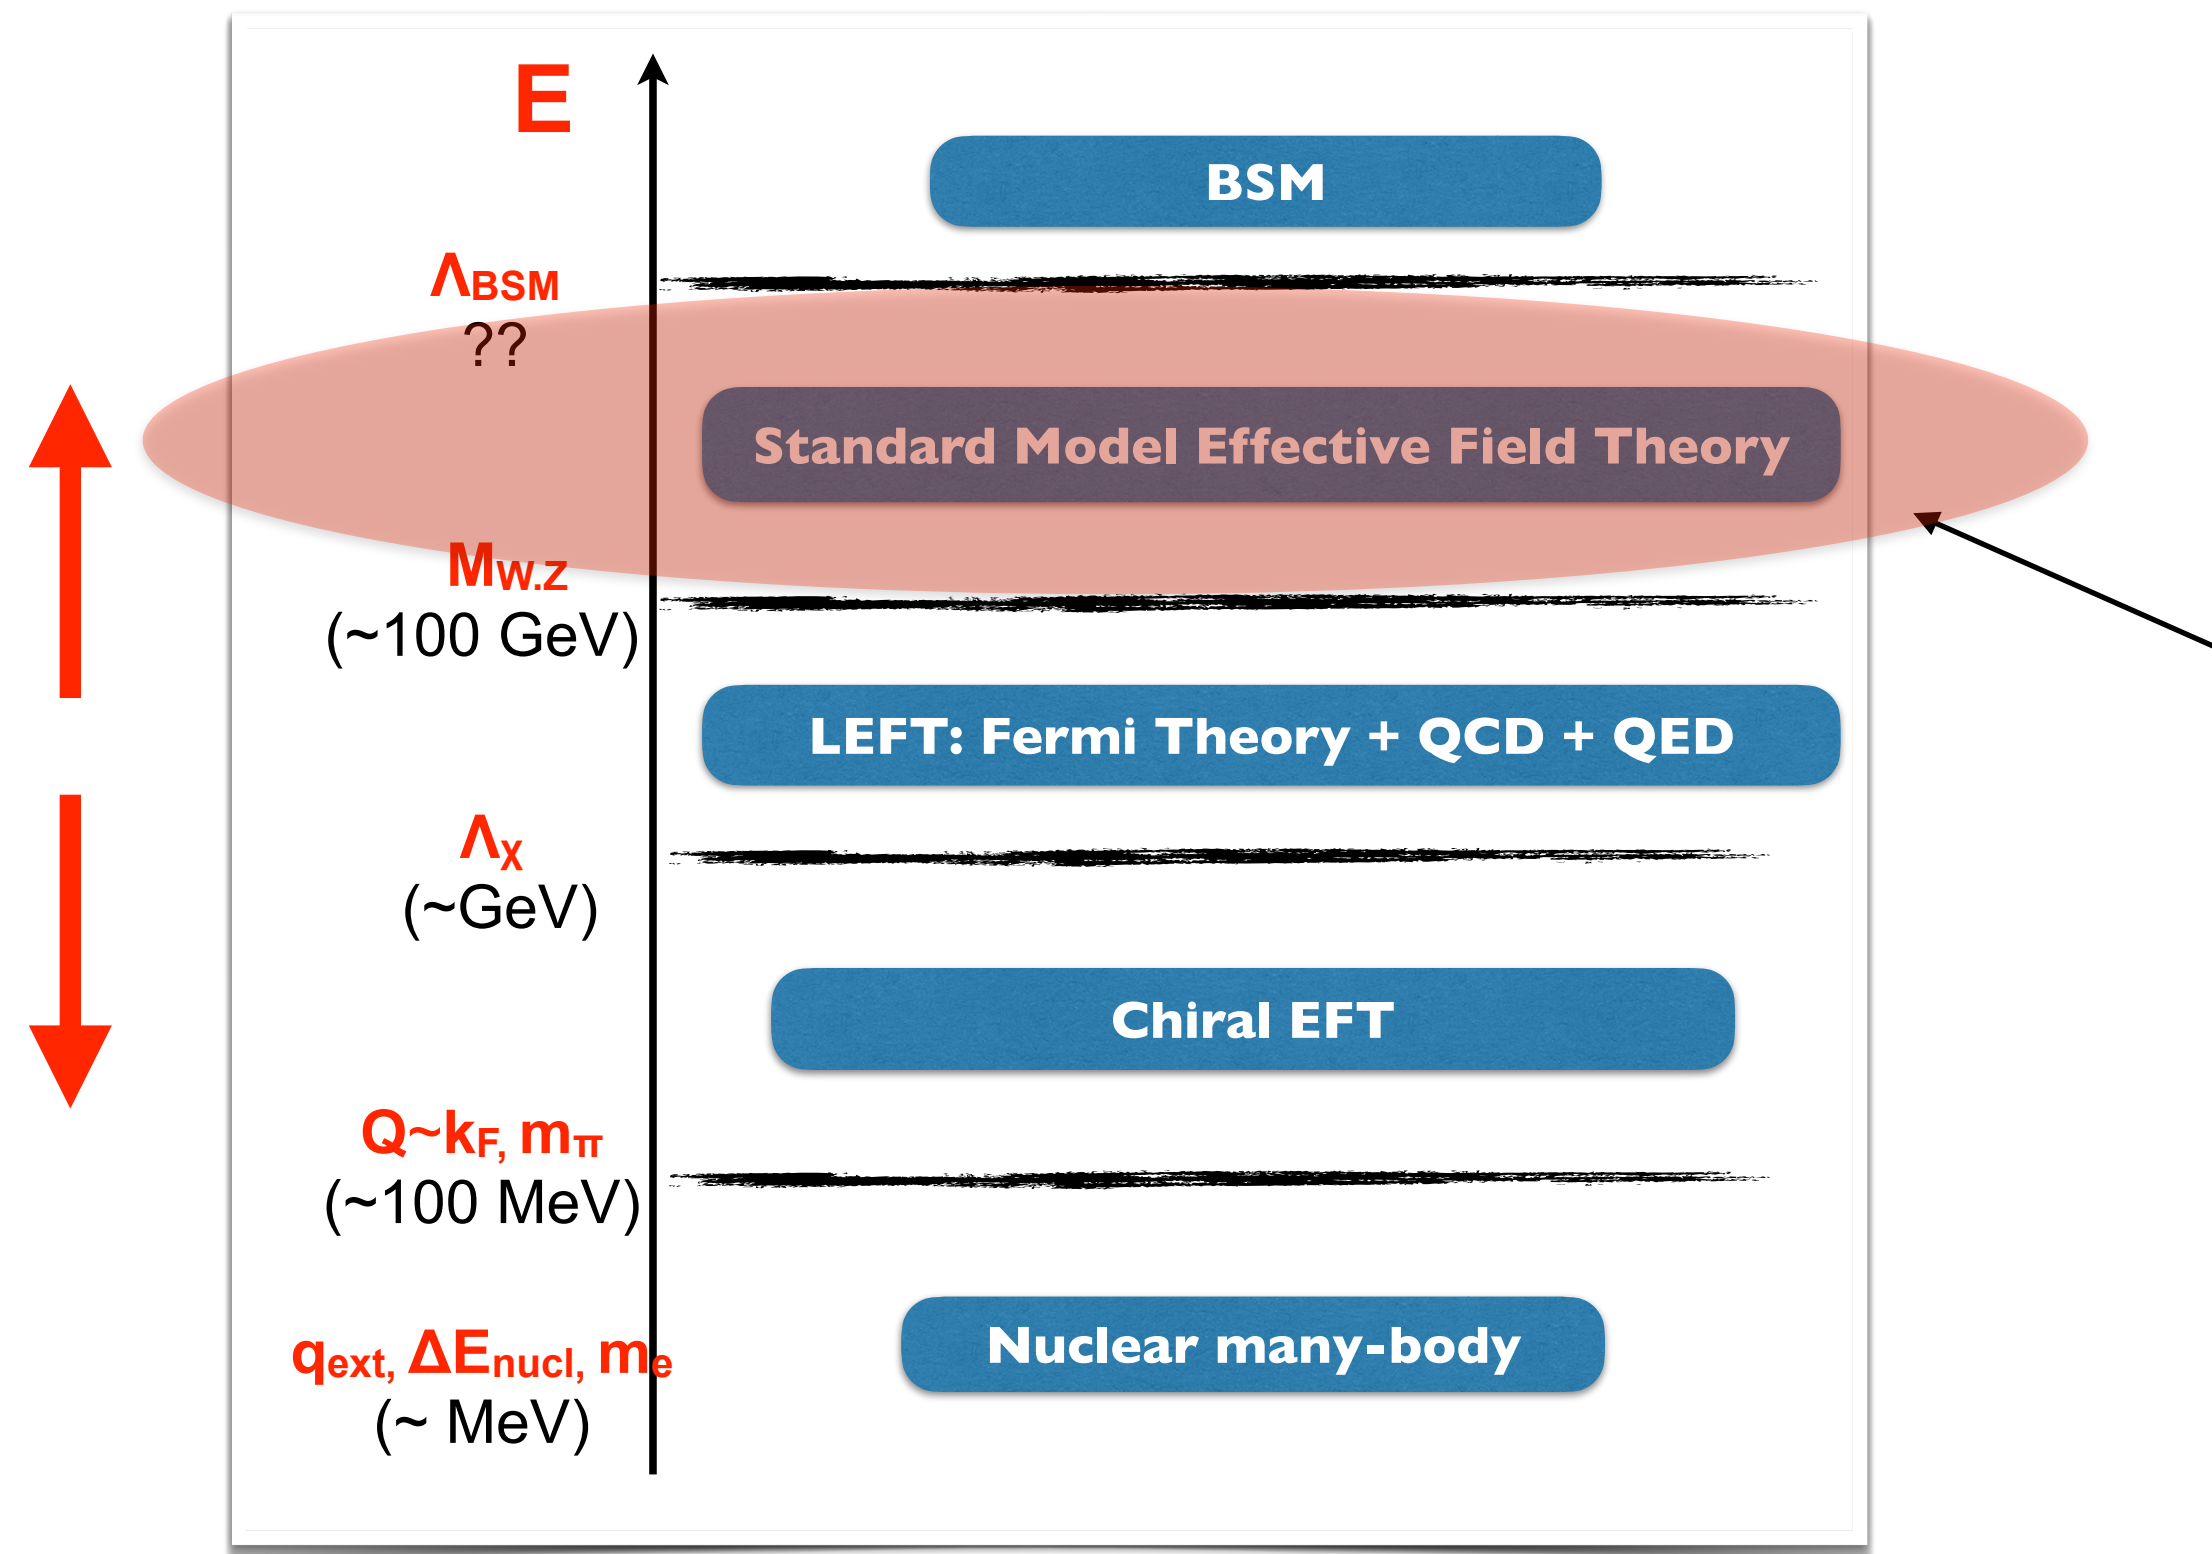 E
BSM
ΛBSM
??
Standard Model Effective Field Theory
MW.Z
(~100 GeV)
LEFT: Fermi Theory + QCD + QED
Λχ
(~GeV)
Chiral EFT
Q~kF, mπ
(~100 MeV)
Nuclear many-body
qext, ΔEnucl, me
(~ MeV)